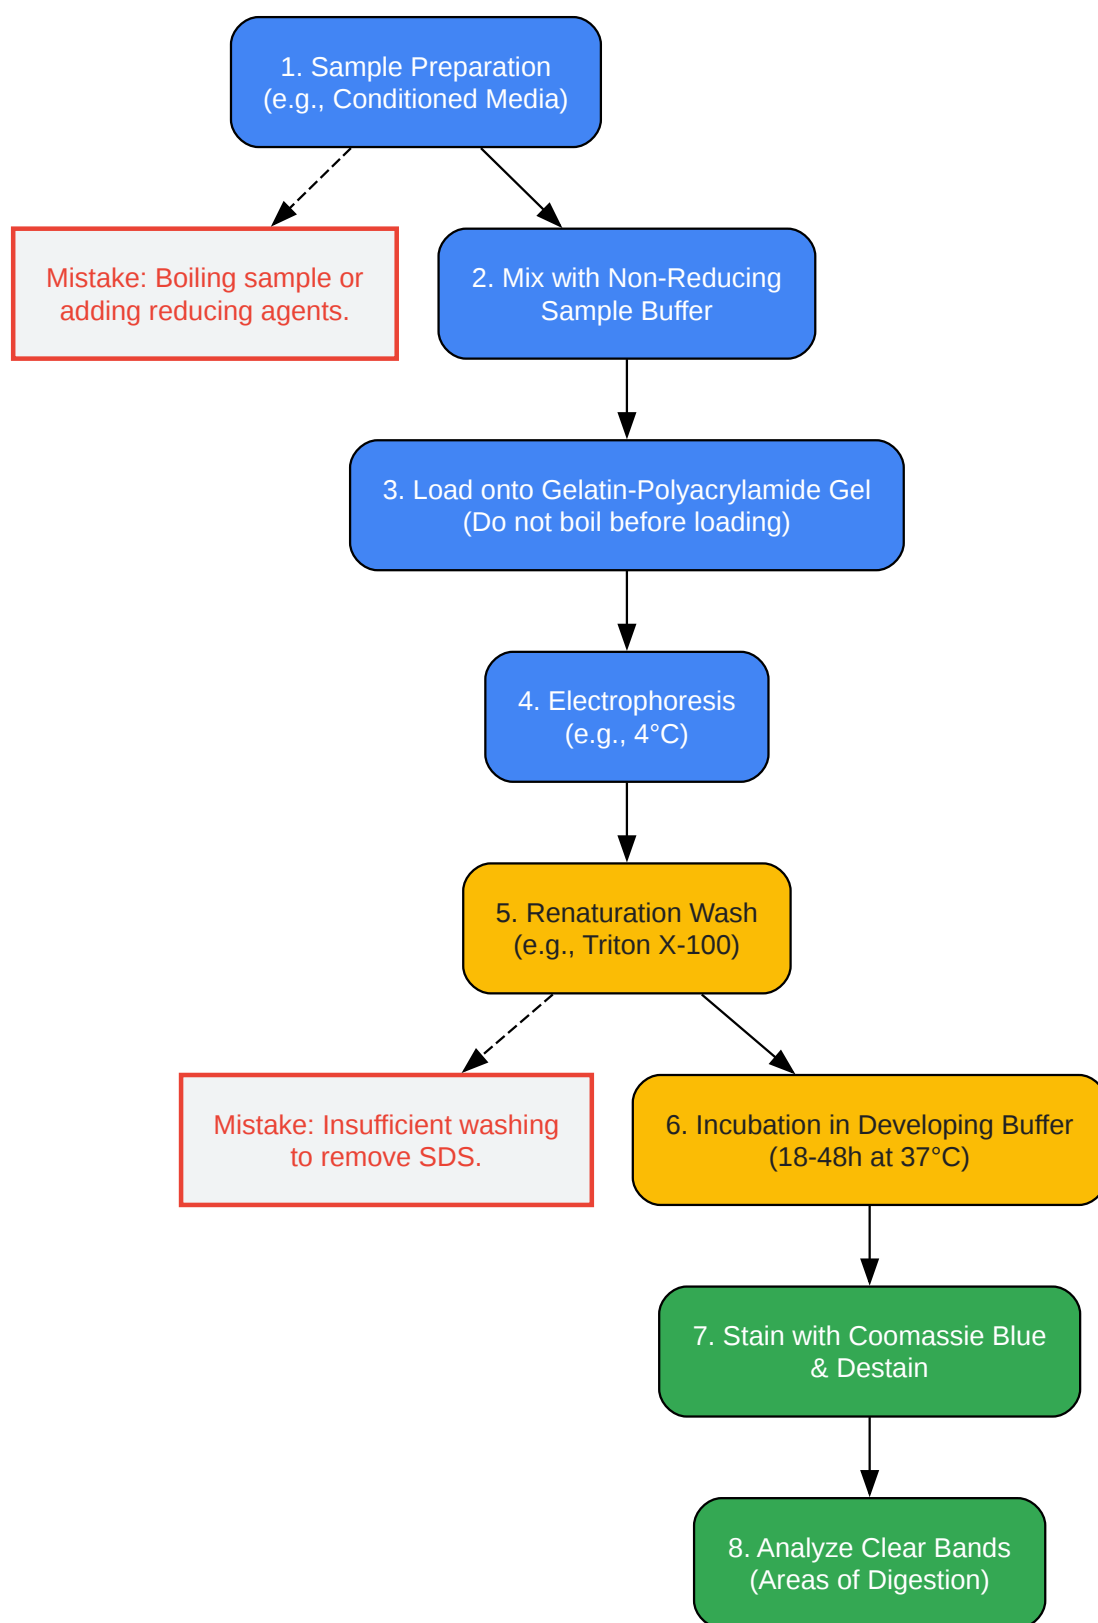 1. Sample Preparation
(e.g., Conditioned Media)
Mistake: Boiling sample or
adding reducing agents.
2. Mix with Non-Reducing
Sample Buffer
3. Load onto Gelatin-Polyacrylamide Gel
(Do not boil before loading)
4. Electrophoresis
(e.g., 4°C)
5. Renaturation Wash
(e.g., Triton X-100)
Mistake: Insufficient washing
to remove SDS.
6. Incubation in Developing Buffer
(18-48h at 37°C)
7. Stain with Coomassie Blue
& Destain
8. Analyze Clear Bands
(Areas of Digestion)